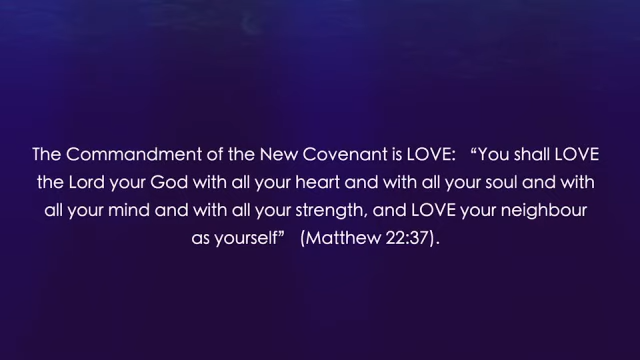 The Commandment of the New Covenant is LOVE:  “You shall LOVE
the Lord your God with all your heart and with all your soul and with
all your mind and with all your strength, and LOVE your neighbour
as yourself”  (Matthew 22:37).